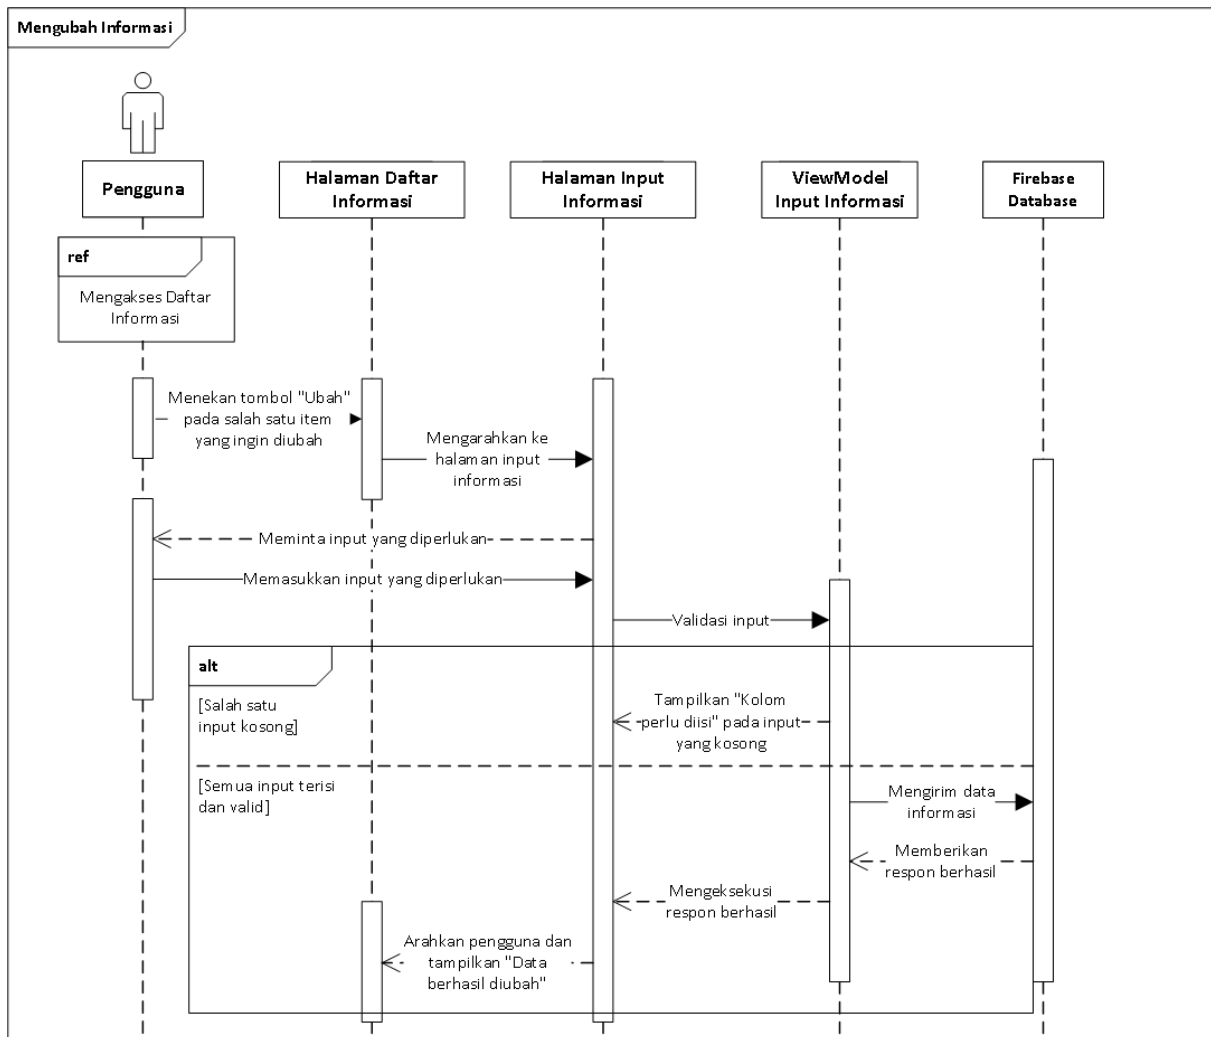 Mengubah Informasi
Pengguna
Halaman Daftar
Informasi
Halaman Input
Informasi
ViewModel
Input Informasi
Firebase
Database
ref
Mengakses Daftar
Informasi
Menekan tombol "Ubah"
pada salah satu item
yang ingin diubah
Mengarahkan ke
halaman input
informasi
Meminta input yang diperlukan
Memasukkan input yang diperlukan
Validasi input
alt
[Salah satu
input kosong]
Tampilkan "Kolom
perlu diisi" pada input
yang kosong
[Semua input terisi
dan valid]
Mengirim data
informasi
Memberikan
respon berhasil
Mengeksekusi
respon berhasil
Arahkan pengguna dan
tampilkan "Data
berhasil diubah"